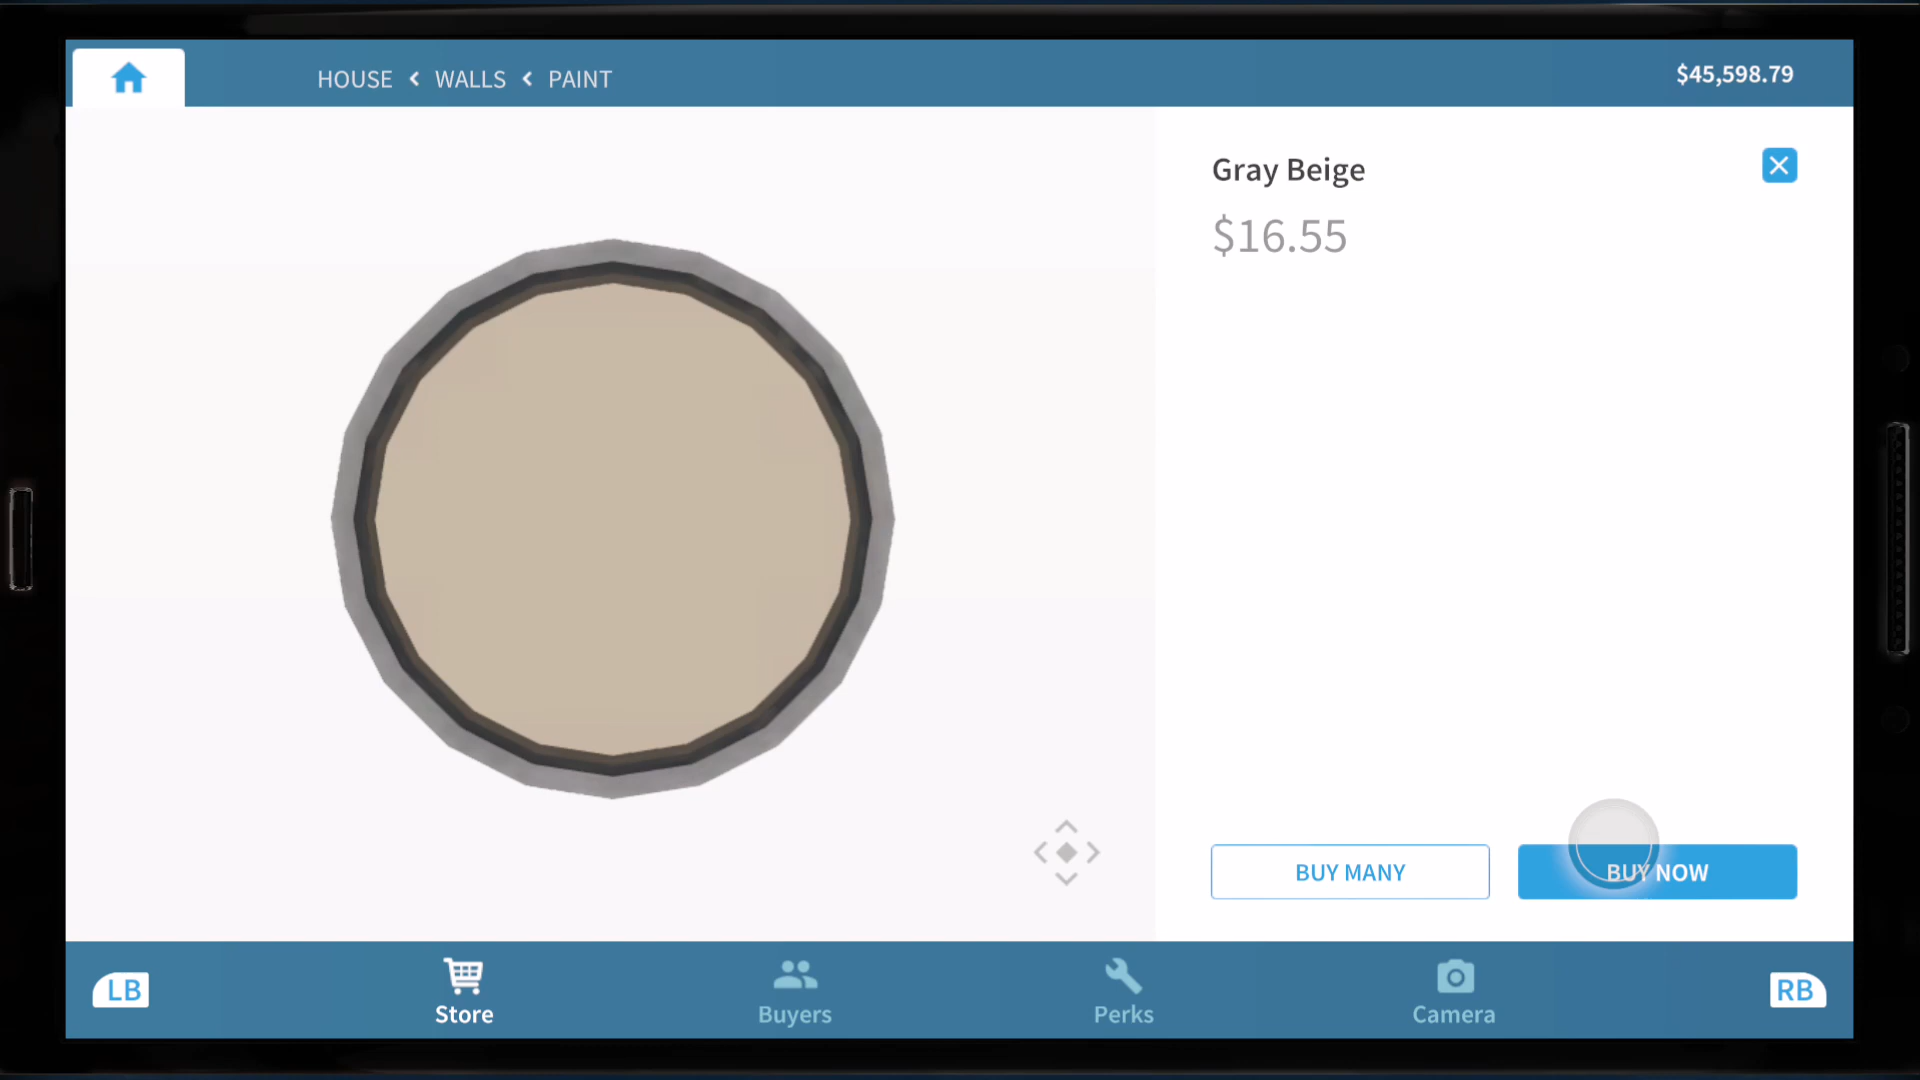 HOUSE < WALLS < PAINT
$45,598.79
Gray Beige
$16.55
BUY MANY
BUY NOW
LB
Store
Buyers
Perks
Camera
RB